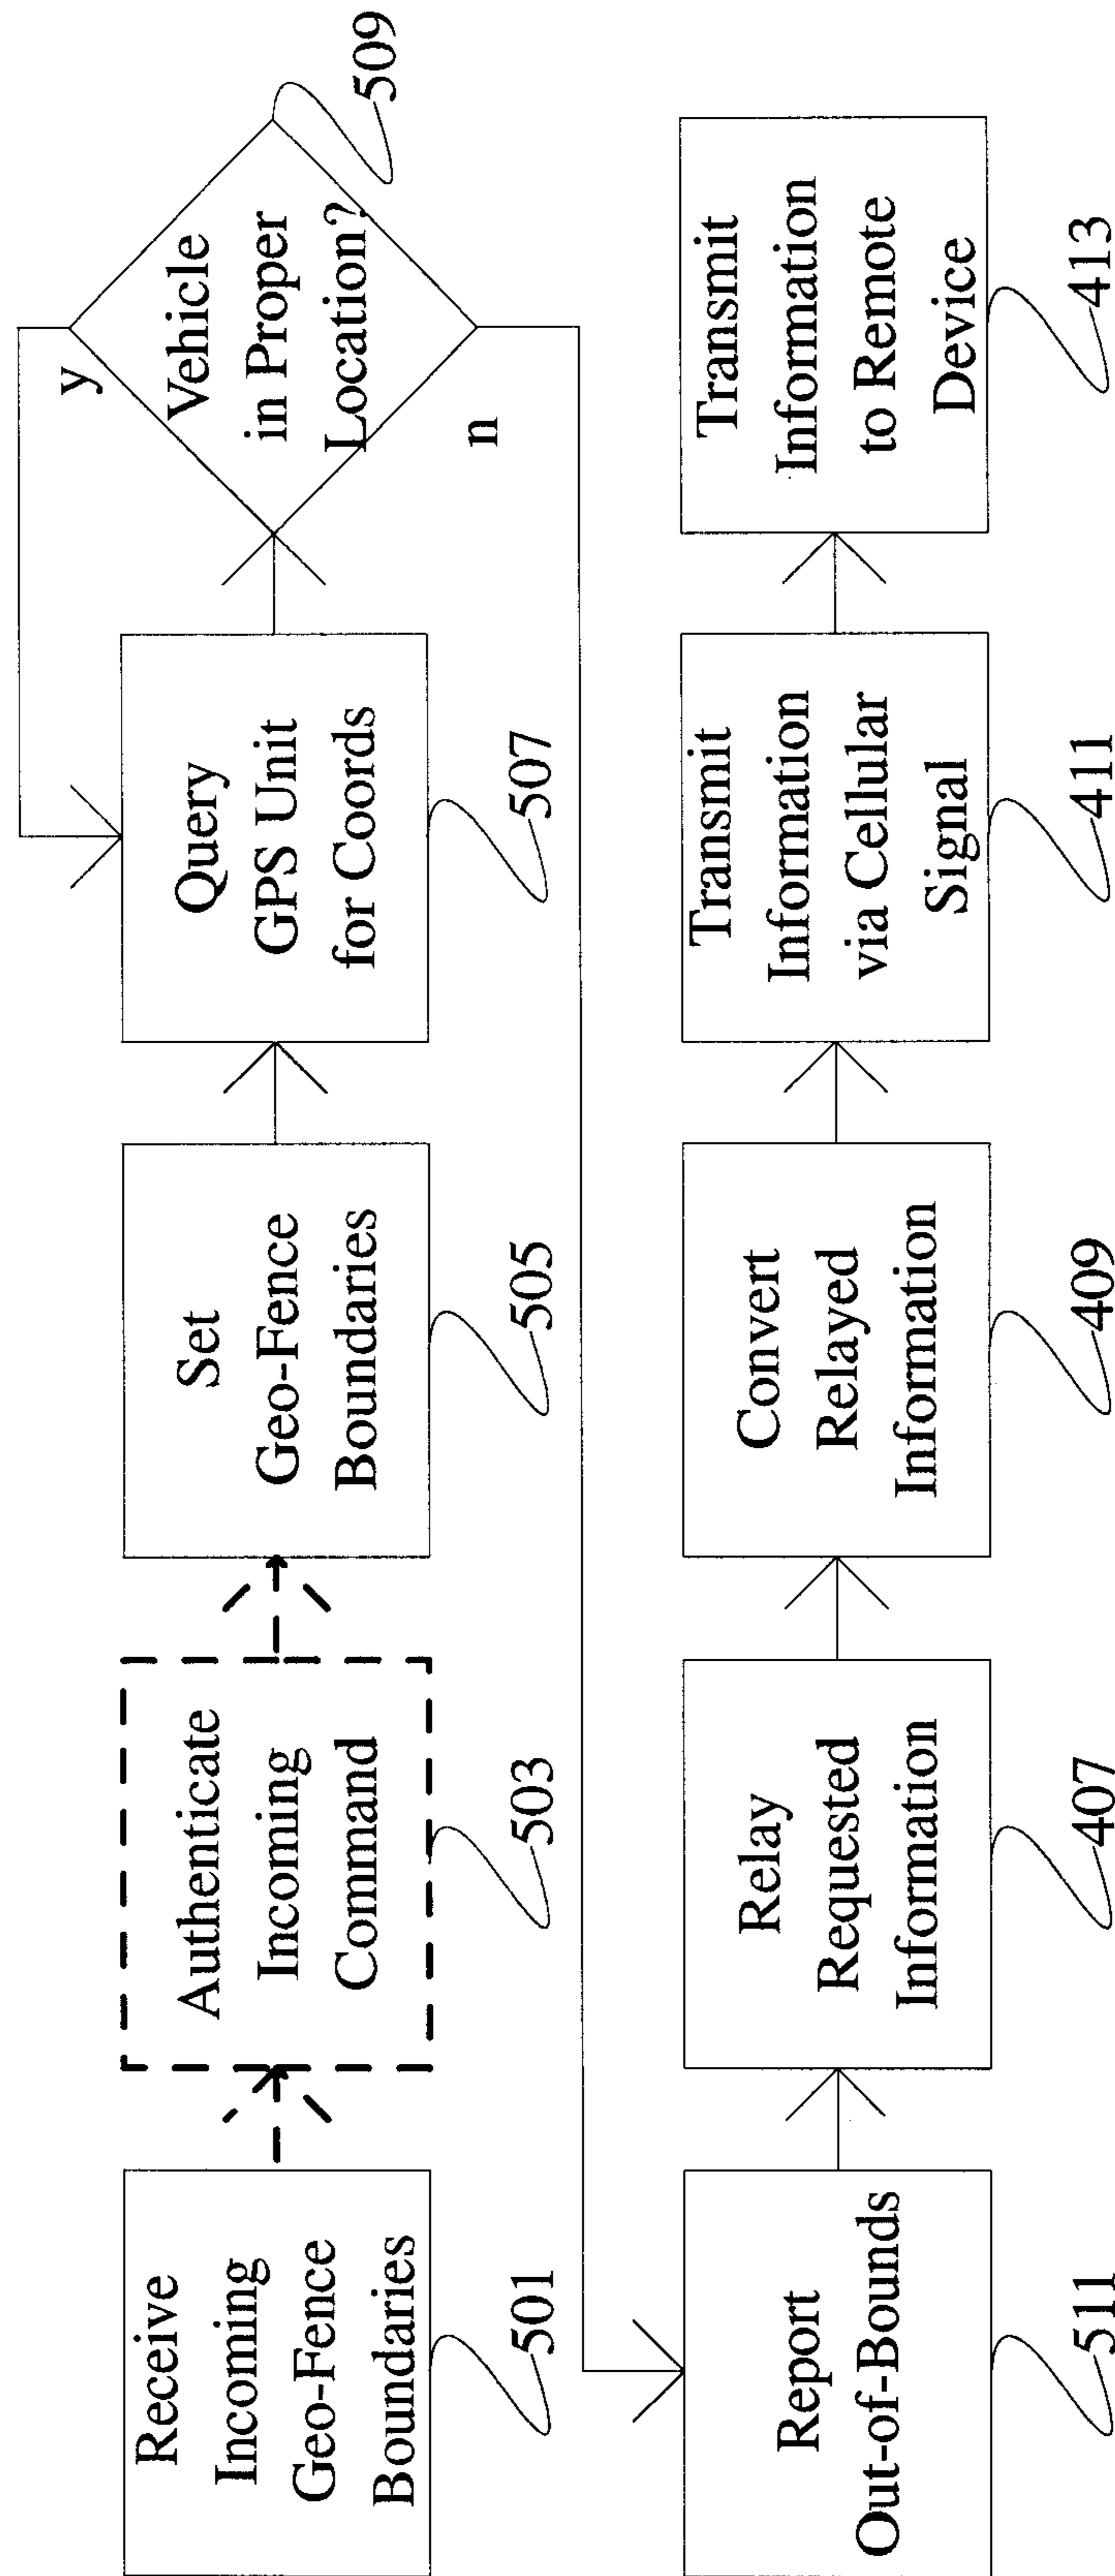 Receive
Incoming
Geo-Fence
Boundaries
501
Authenticate
Incoming
Command
503
Set
Geo-Fence
Boundaries
505
Query
GPS Unit
for Coords
507
Vehicle
in Proper
Location?
509
y
n
Report
Out-of-Bounds
511
Relay
Requested
Information
407
Convert
Relayed
Information
409
Transmit
Information
via Cellular
Signal
411
Transmit
Information
to Remote
Device
413